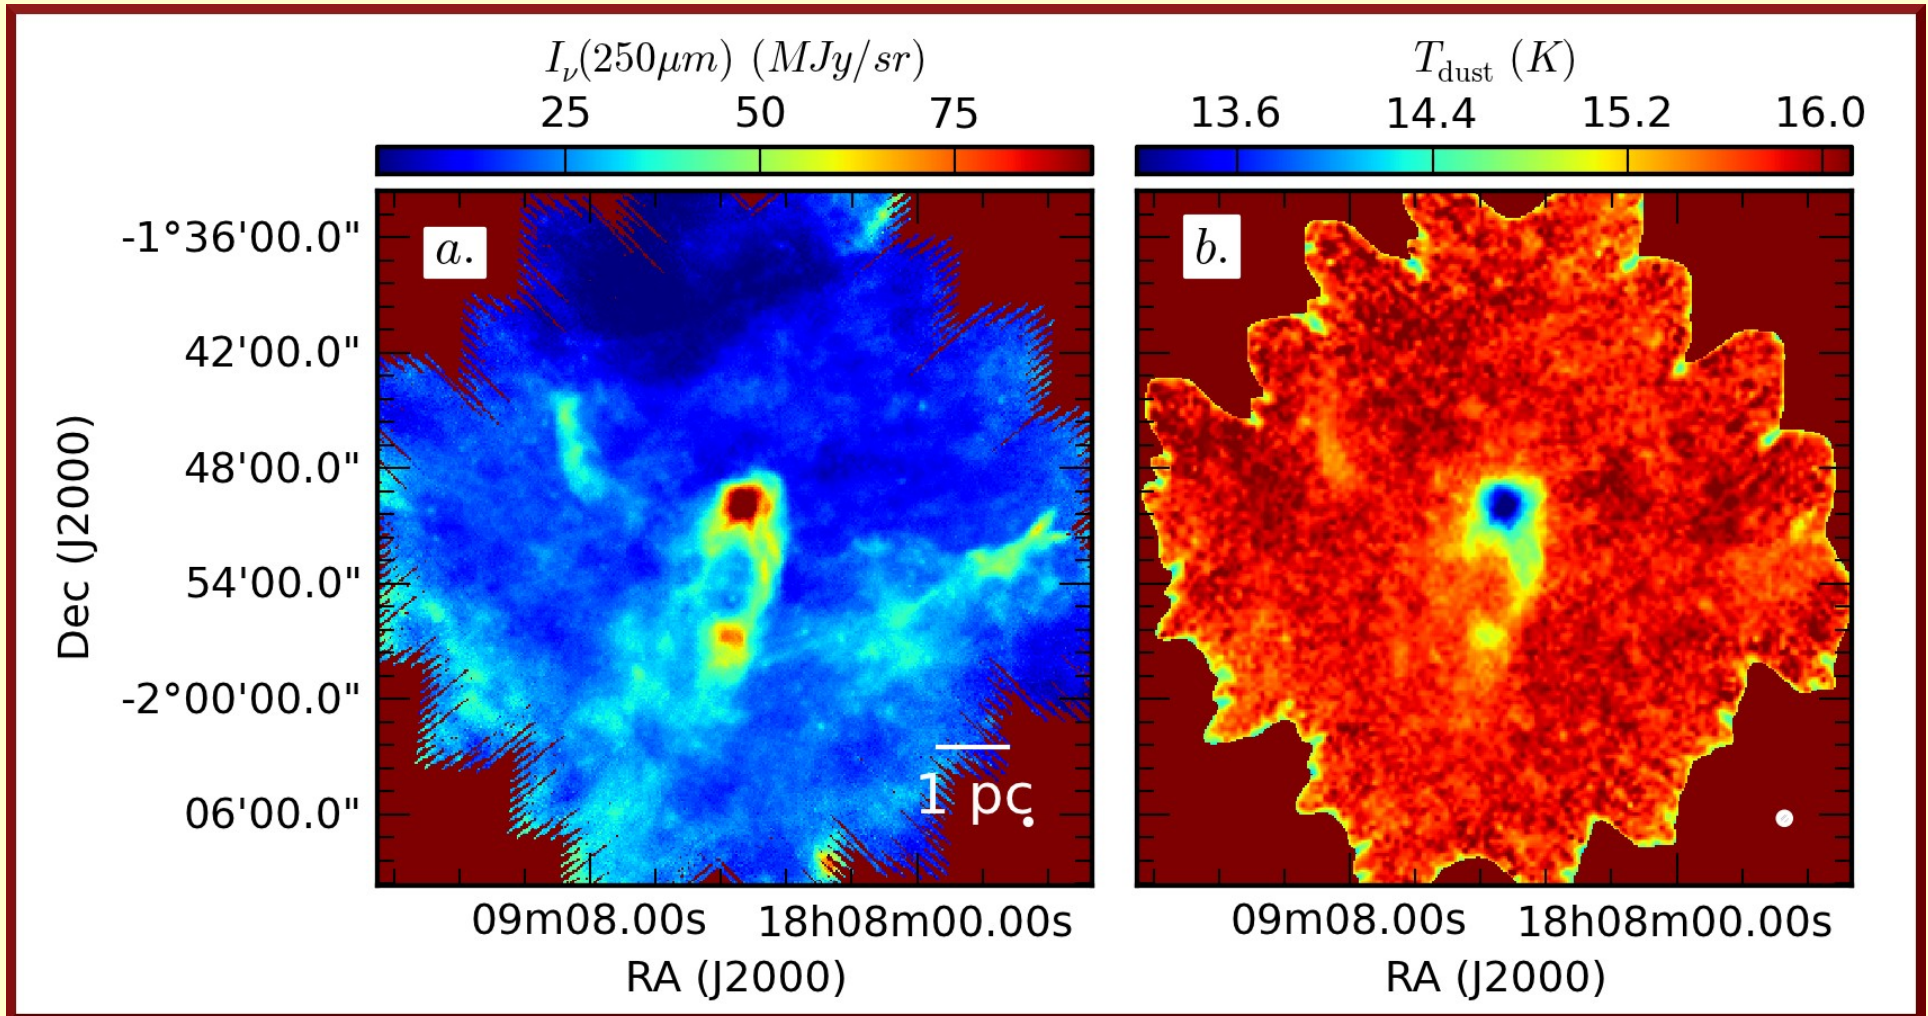 I_ν(250μm) (MJy/sr)
25 50 75
T_dust (K)
13.6 14.4 15.2 16.0
a.
b.
Dec (J2000)
-1°36'00.0"
42'00.0"
48'00.0"
54'00.0"
-2°00'00.0"
06'00.0"
1 pc
09m08.00s 18h08m00.00s
RA (J2000)
09m08.00s 18h08m00.00s
RA (J2000)